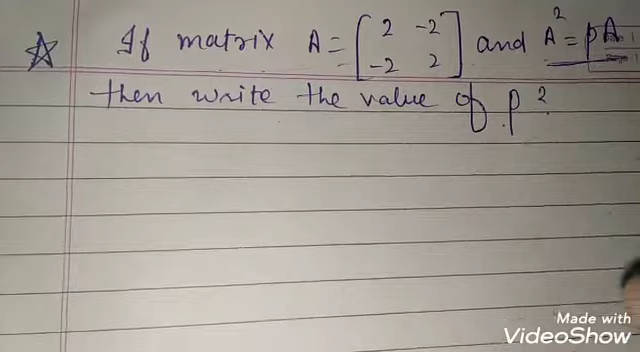 If matrix A = [2 -2 -2 2] and A² = pA
then write the value of p ?
Made with
VideoShow